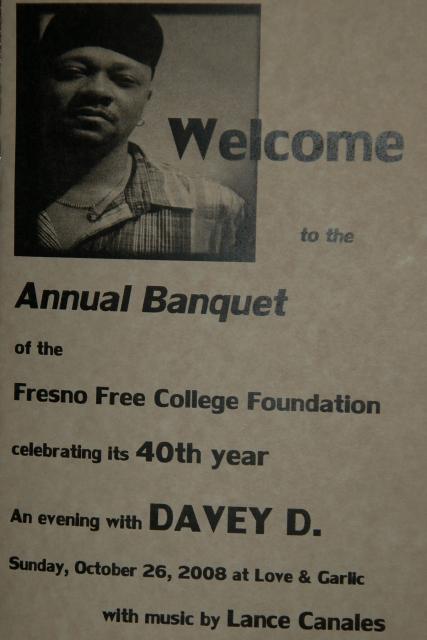 Welcome
to the
Annual Banquet
of the
Fresno Free College Foundation
celebrating its 40th year
An evening with DAVEY D.
Sunday, October 26, 2008 at Love & Garlic
with music by Lance Canales